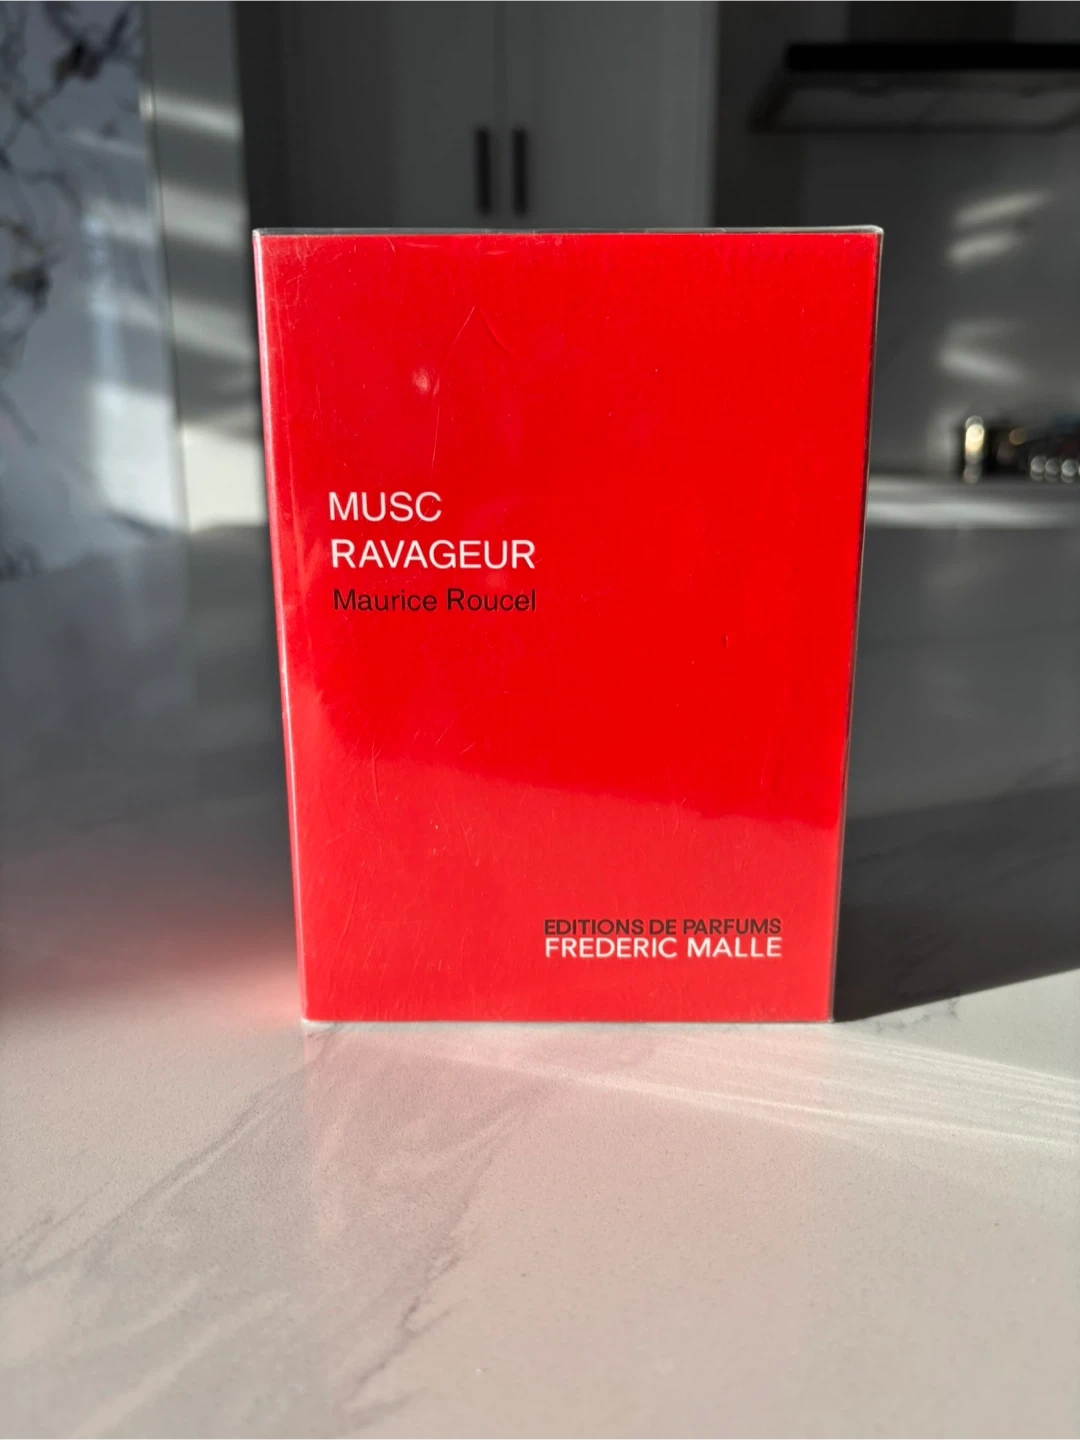 MUSC
RAVAGEUR
Maurice Roucel
EDITIONS DE PARFUMS
FREDERIC MALLE